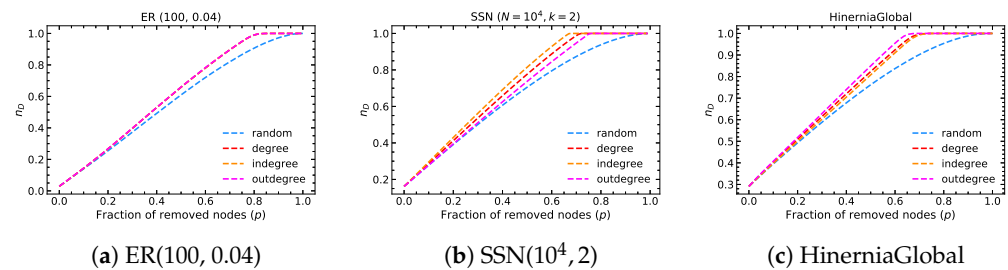 ER (100, 0.04)
n_D
1.0
0.8
0.6
0.4
0.2
0.0
random
degree
indegree
outdegree
0.0 0.2 0.4 0.6 0.8 1.0
Fraction of removed nodes (p)
(a) ER(100, 0.04)
SSN (N = 10⁴, k = 2)
n_D
1.0
0.8
0.6
0.4
0.2
random
degree
indegree
outdegree
0.0 0.2 0.4 0.6 0.8 1.0
Fraction of removed nodes (p)
(b) SSN(10⁴, 2)
HinerniaGlobal
n_D
1.0
0.9
0.8
0.7
0.6
0.5
0.4
0.3
random
degree
indegree
outdegree
0.0 0.2 0.4 0.6 0.8 1.0
Fraction of removed nodes (p)
(c) HinerniaGlobal